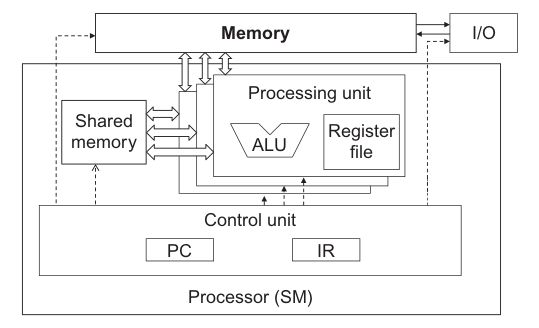 Memory
I/O
Processing unit
Shared
memory
ALU
Register
file
Control unit
PC
IR
Processor (SM)